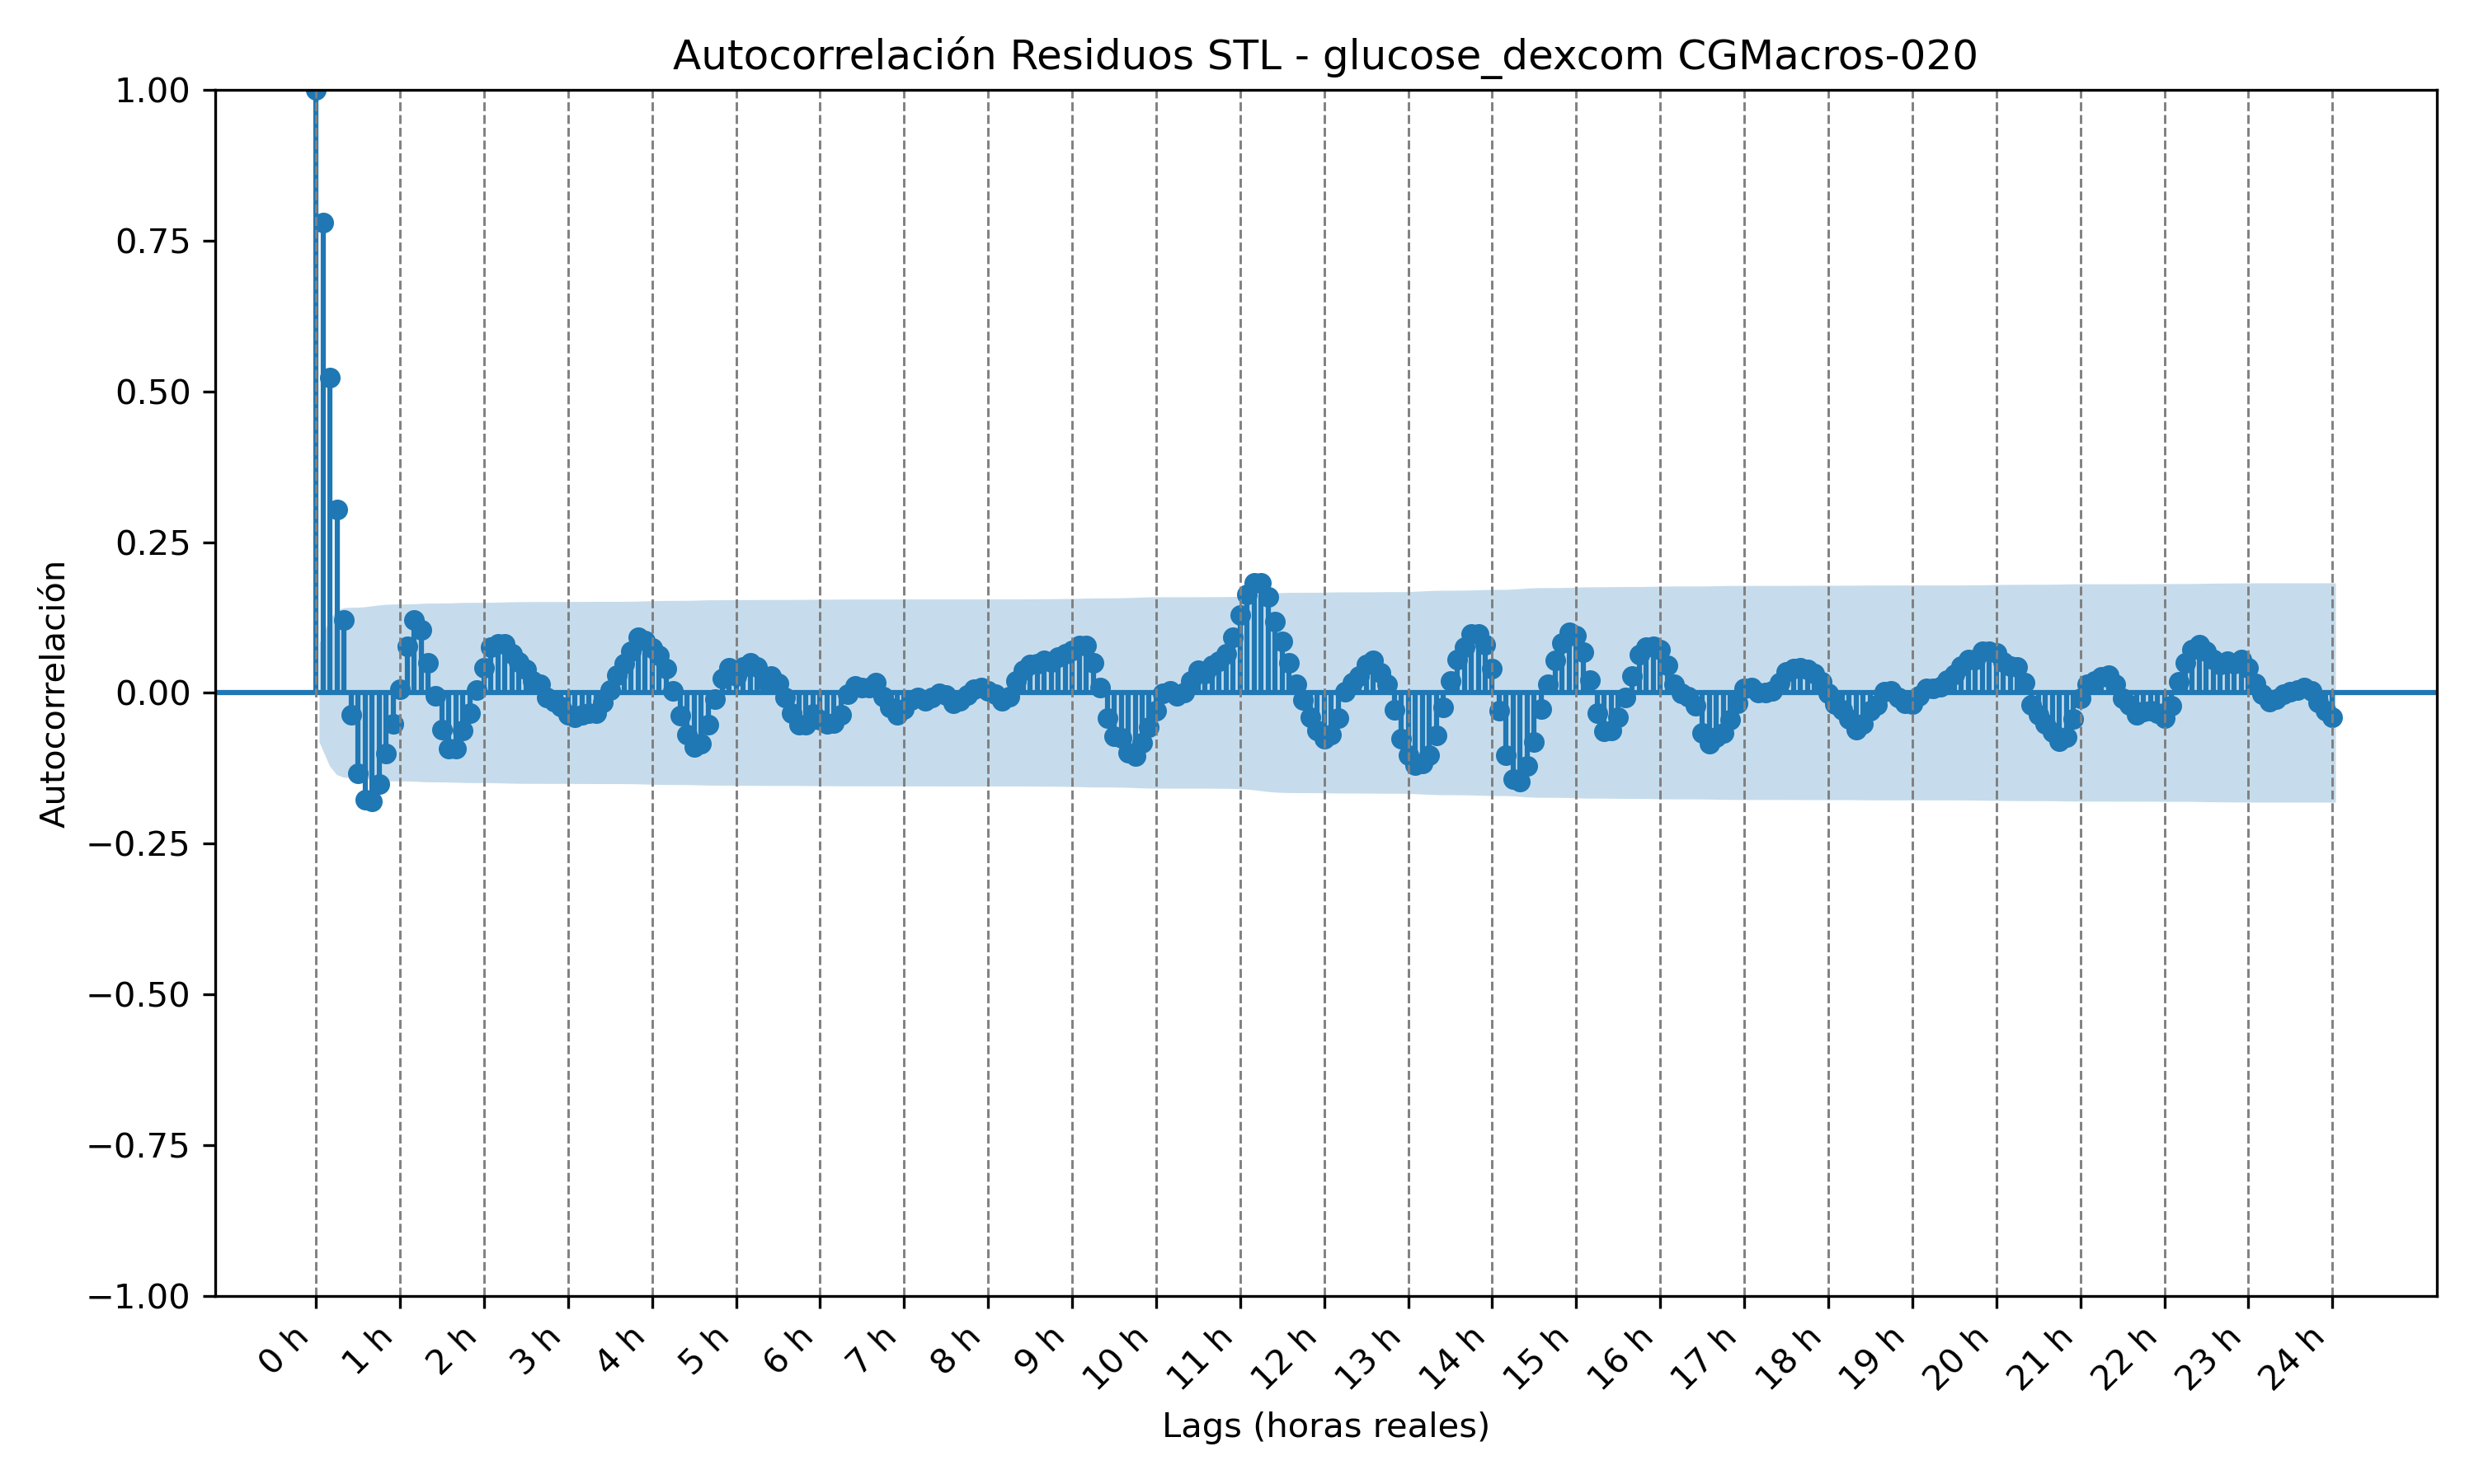 Autocorrelación Residuos STL - glucose_dexcom CGMacros-020
1.00
0.75
0.50
0.25
0.00
−0.25
−0.50
−0.75
−1.00
Autocorrelación
0 h
1 h
2 h
3 h
4 h
5 h
6 h
7 h
8 h
9 h
10 h
11 h
12 h
13 h
14 h
15 h
16 h
17 h
18 h
19 h
20 h
21 h
22 h
23 h
24 h
Lags (horas reales)